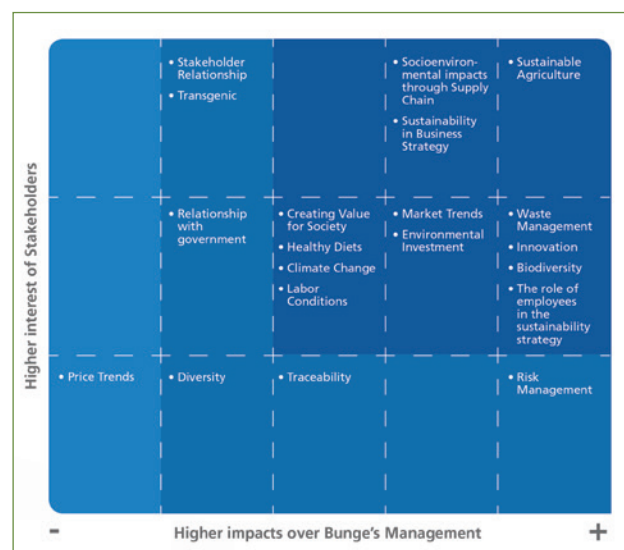 Higher interest of Stakeholders
• Stakeholder
Relationship
• Transgenic
• Socioenviron-
mental impacts
through Supply
Chain
• Sustainability
in Business
Strategy
• Sustainable
Agriculture
• Relationship
with
government
• Creating Value
for Society
• Healthy Diets
• Climate Change
• Labor
Conditions
• Market Trends
• Environmental
Investment
• Waste
Management
• Innovation
• Biodiversity
• The role of
employees
in the
sustainability
strategy
• Price Trends
• Diversity
• Traceability
• Risk
Management
- Higher impacts over Bunge's Management +